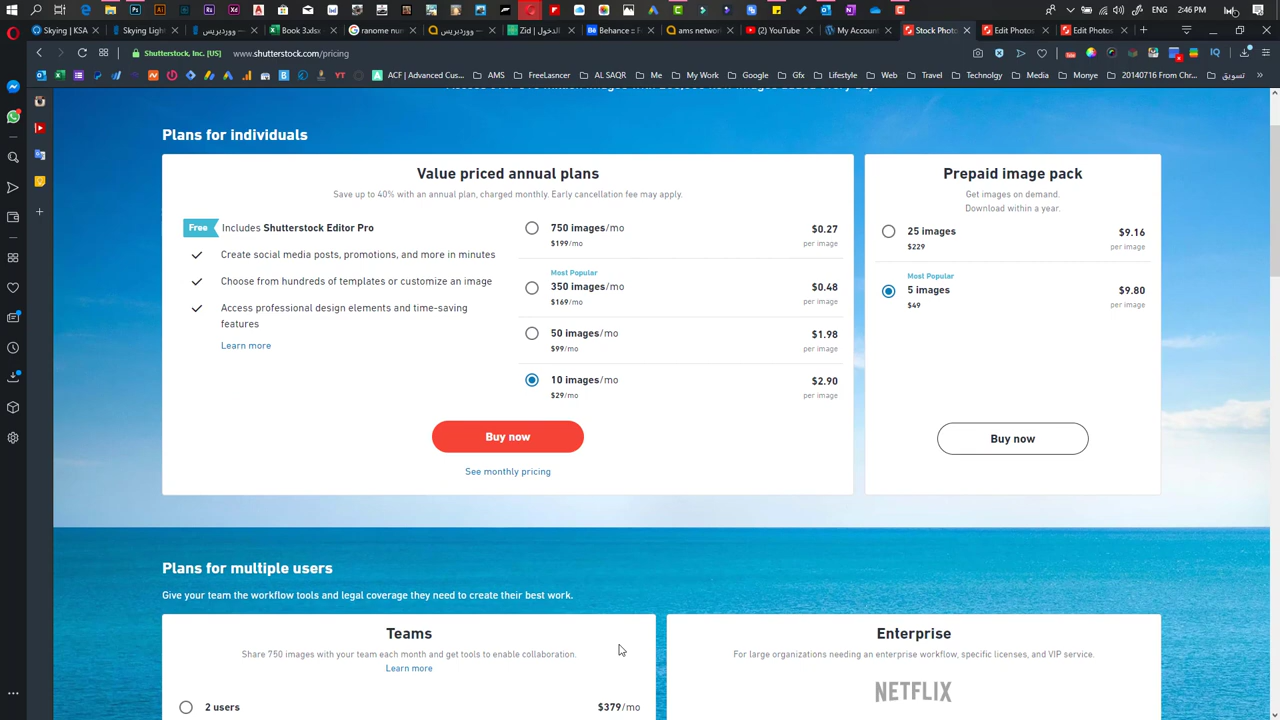 2:46 PM
Skying | KSA
Skying Light
ووردبريس
Book 3.xlsx
ranome nur
ووردبريس
Zid | الدخول
Behance ::
ams networ
(2) YouTube
My Account
Stock Photo
Edit Photos
Edit Photos
Shutterstock, Inc. [US]
www.shutterstock.com/pricing
ACF | Advanced Cus...
AMS
FreeLasncer
AL SAQR
Me
My Work
Google
Gfx
Lifestyle
Web
Travel
Technolgy
Media
Monye
20140716 From Chr...
تسويق
Plans for individuals
Value priced annual plans
Save up to 40% with an annual plan, charged monthly. Early cancellation fee may apply.
Free
Includes Shutterstock Editor Pro
Create social media posts, promotions, and more in minutes
Choose from hundreds of templates or customize an image
Access professional design elements and time-saving
features
Learn more
750 images/mo
$0.27
$199/mo
per image
Most Popular
350 images/mo
$0.48
$169/mo
per image
50 images/mo
$1.98
$99/mo
per image
10 images/mo
$2.90
$29/mo
per image
Buy now
See monthly pricing
Prepaid image pack
Get images on demand.
Download within a year.
25 images
$9.16
$229
per image
Most Popular
5 images
$9.80
$49
per image
Buy now
Plans for multiple users
Give your team the workflow tools and legal coverage they need to create their best work.
Teams
Share 750 images with your team each month and get tools to enable collaboration.
Learn more
2 users
$379/mo
Enterprise
For large organizations needing an enterprise workflow, specific licenses, and VIP service.
NETFLIX